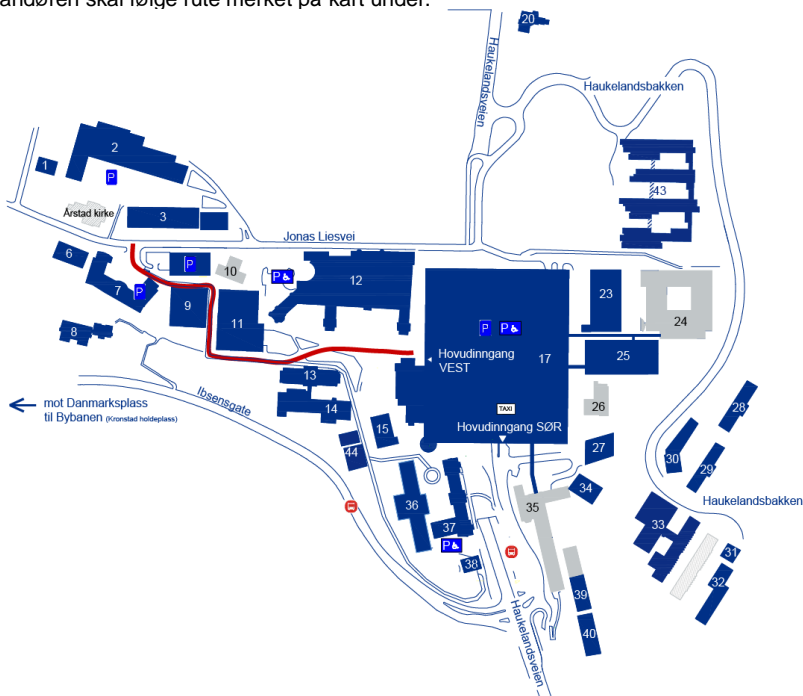 skal følge rute merket på kart under.
20
Haukelandsveien
Haukelandsbakken
2
1
P
43
Årstad kirke
3
Jonas Liesvei
6
P
10
P
12
7
P
9
11
23
24
P
P
17
Hovudinngang
VEST
25
8
13
14
Ibsensgate
mot Danmarksplass
til Bybanen (Kronstad holdeplass)
TAXI
Hovudinngang SØR
26
28
15
27
44
30
29
34
36
35
Haukelandsbakken
37
33
P
38
31
32
39
40
Haukelandsveien